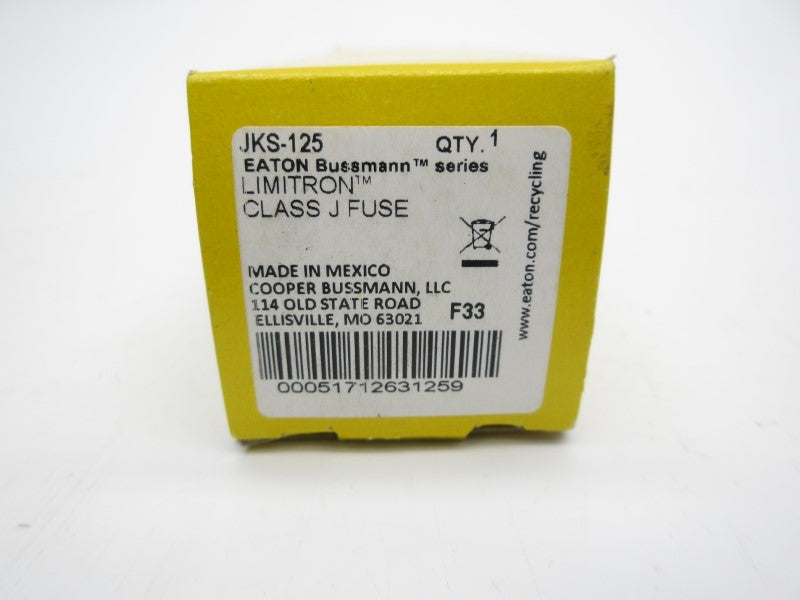 JKS-125 QTY. 1
EATON Bussmann™ series
LIMITRON™
CLASS J FUSE
MADE IN MEXICO
COOPER BUSSMANN, LLC
114 OLD STATE ROAD
ELLISVILLE, MO 63021 F33
000051712631259
www.eaton.com/recycling